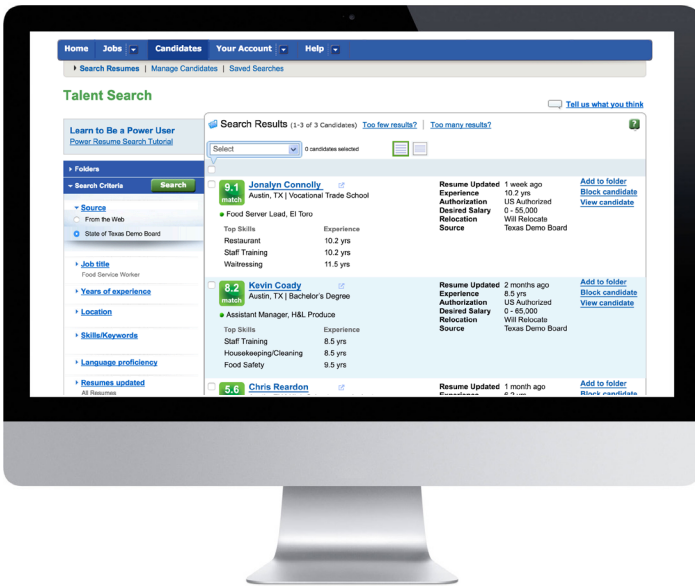 Home Jobs Candidates Your Account Help
Search Resumes | Manage Candidates | Saved Searches
Talent Search
Tell us what you think
Learn to Be a Power User
Power Resume Search Tutorial
Folders
Search Criteria Search
Source
From the Web
State of Texas Demo Board
Job title
Food Service Worker
Years of experience
Location
Skills/Keywords
Language proficiency
Resumes updated
All Resumes
Search Results (1-3 of 3 Candidates) Too few results? | Too many results? ?
Select 0 candidates selected
9.1 match
Jonalyn Connolly
Austin, TX | Vocational Trade School
Food Server Lead, El Toro
Top Skills Experience
Restaurant 10.2 yrs
Staff Training 10.2 yrs
Waitressing 11.5 yrs
Resume Updated 1 week ago
Experience 10.2 yrs
Authorization US Authorized
Desired Salary 0 - 55,000
Relocation Will Relocate
Source Texas Demo Board
Add to folder
Block candidate
View candidate
8.2 match
Kevin Coady
Austin, TX | Bachelor's Degree
Assistant Manager, H&L Produce
Top Skills Experience
Staff Training 8.5 yrs
Housekeeping/Cleaning 8.5 yrs
Food Safety 9.5 yrs
Resume Updated 2 months ago
Experience 8.5 yrs
Authorization US Authorized
Desired Salary 0 - 65,000
Relocation Will Relocate
Source Texas Demo Board
Add to folder
Block candidate
View candidate
5.6
Chris Reardon
Resume Updated 1 month ago
Experience 6.2 yrs
Add to folder
Block candidate